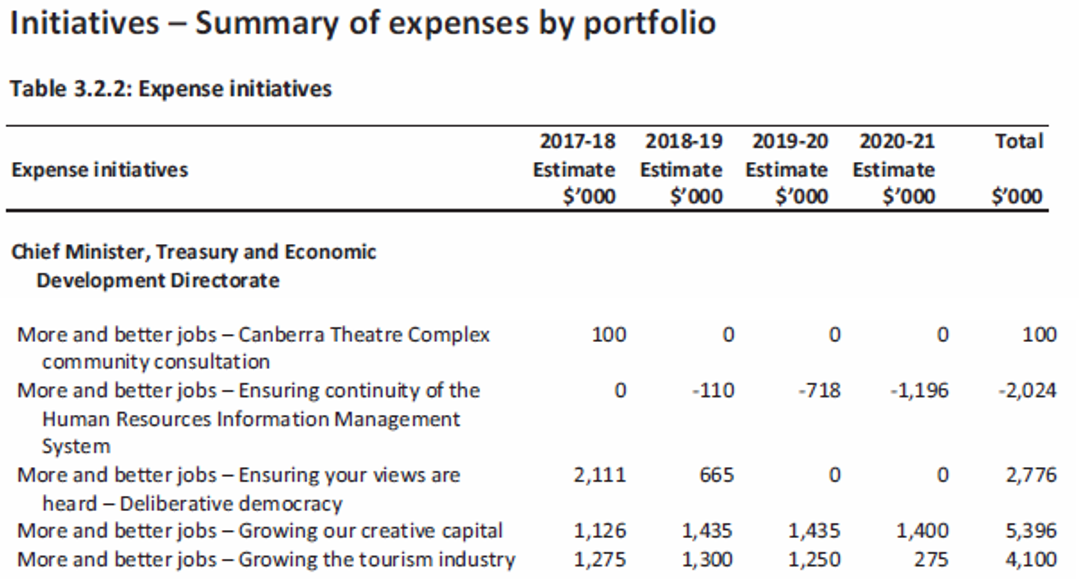 Initiatives – Summary of expenses by portfolio
Table 3.2.2: Expense initiatives
2017-18 2018-19 2019-20 2020-21 Total
Expense initiatives Estimate Estimate Estimate Estimate
$'000 $'000 $'000 $'000 $'000
Chief Minister, Treasury and Economic
Development Directorate
More and better jobs – Canberra Theatre Complex 100 0 0 0 100
community consultation
More and better jobs – Ensuring continuity of the 0 -110 -718 -1,196 -2,024
Human Resources Information Management
System
More and better jobs – Ensuring your views are 2,111 665 0 0 2,776
heard – Deliberative democracy
More and better jobs – Growing our creative capital 1,126 1,435 1,435 1,400 5,396
More and better jobs – Growing the tourism industry 1,275 1,300 1,250 275 4,100